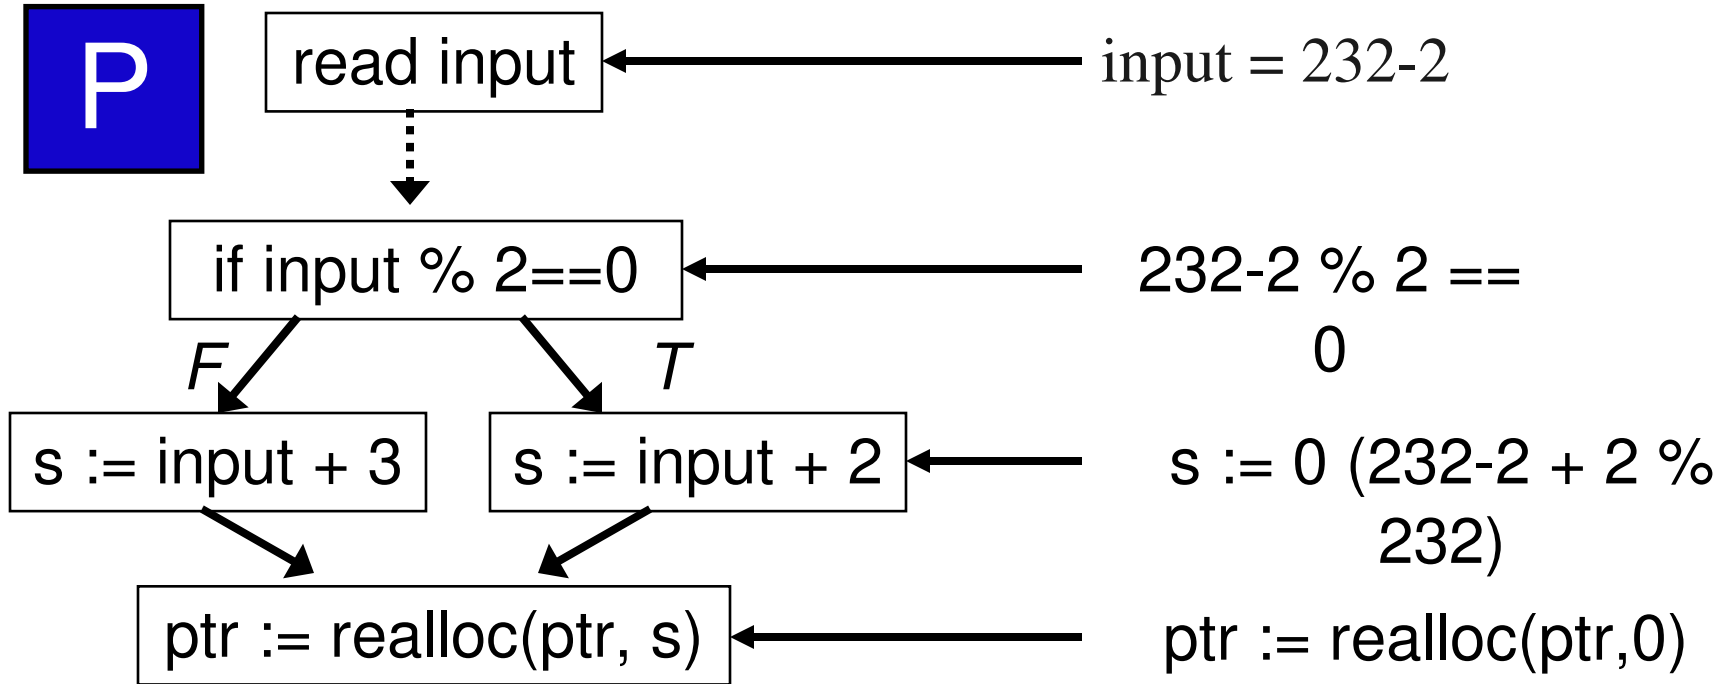 P
read input
input = 232-2
if input % 2==0
232-2 % 2 ==
0
F
T
s := input + 3
s := input + 2
s := 0 (232-2 + 2 %
232)
ptr := realloc(ptr, s)
ptr := realloc(ptr,0)